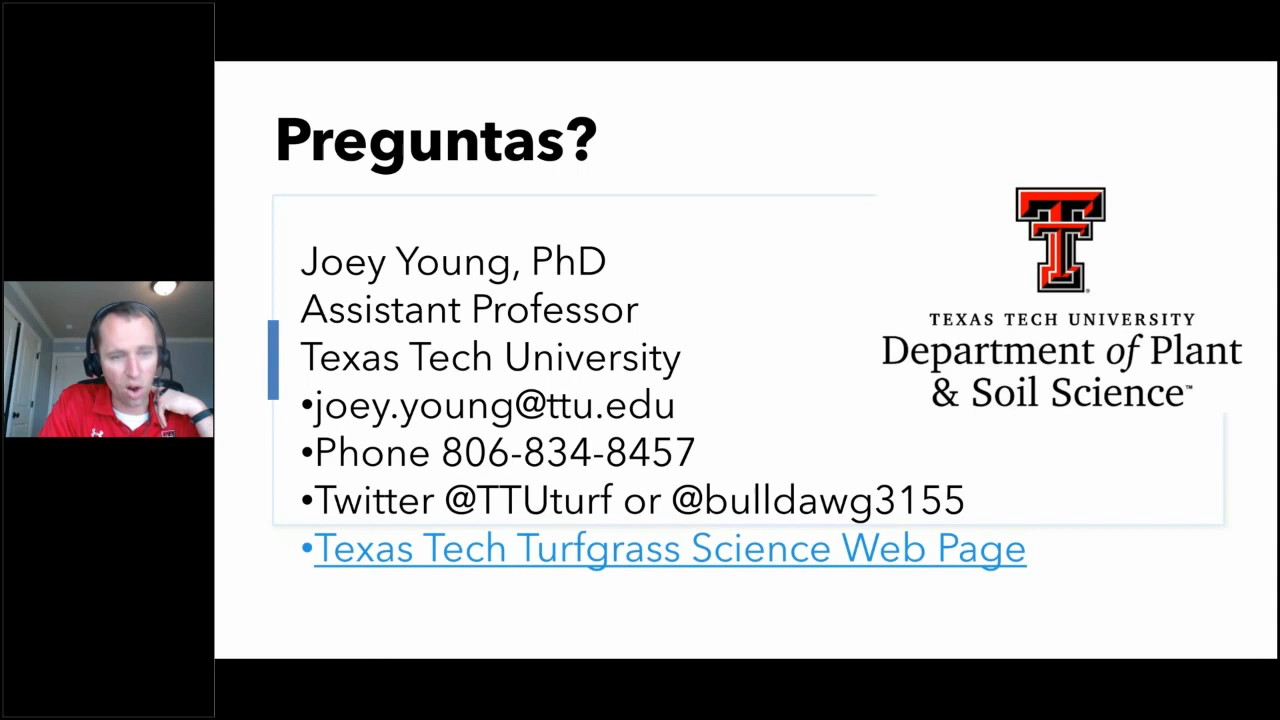 Preguntas?
Joey Young, PhD
Assistant Professor
Texas Tech University
•joey.young@ttu.edu
•Phone 806-834-8457
•Twitter @TTUturf or @bulldawg3155
•Texas Tech Turfgrass Science Web Page
TEXAS TECH UNIVERSITY
Department of Plant
& Soil Science™